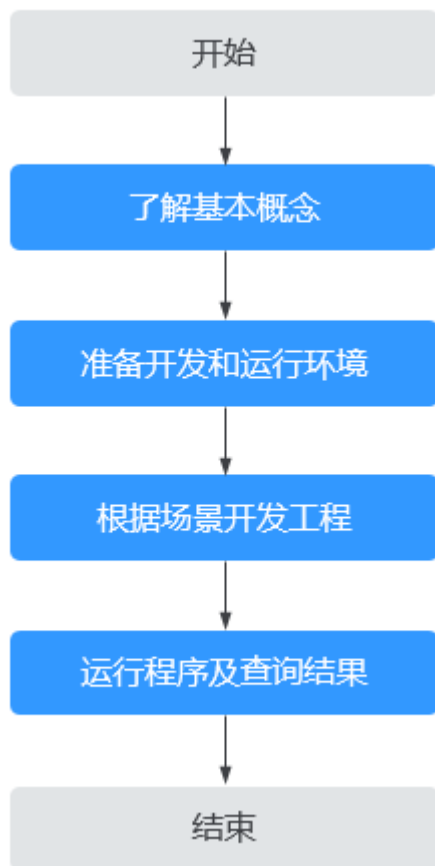 开始
了解基本概念
准备开发和运行环境
根据场景开发工程
运行程序及查询结果
结束